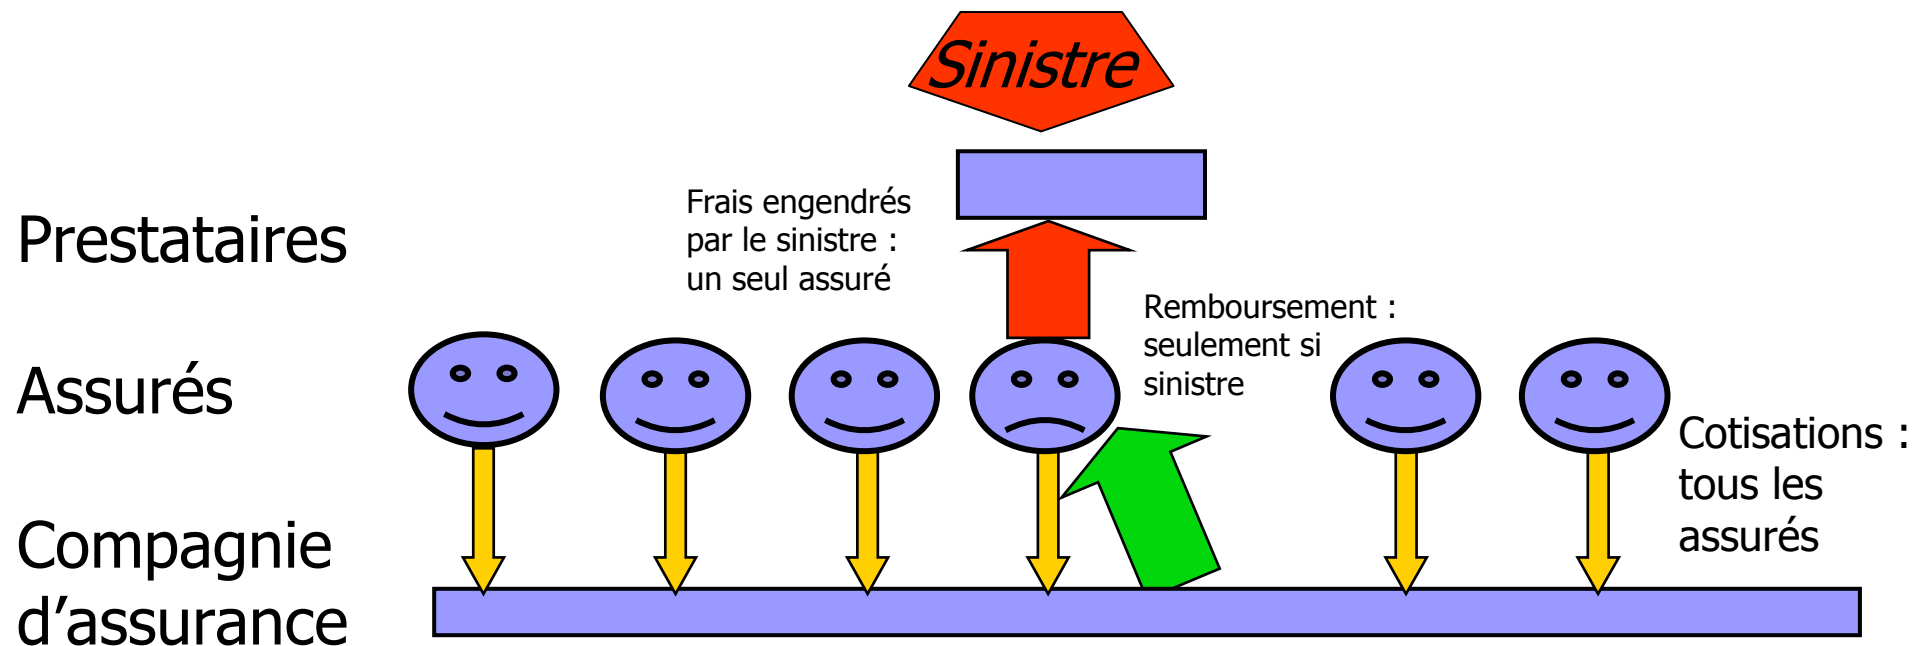 Sinistre
Frais engendrés
par le sinistre :
un seul assuré
Prestataires
Remboursement :
seulement si
sinistre
Assurés
Cotisations :
tous les
assurés
Compagnie
d’assurance